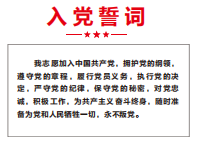 入党誓词
我志愿加入中国共产党，拥护党的纲领，
遵守党的章程，履行党员义务，执行党的决
定，严守党的纪律，保守党的秘密，对党忠
诚，积极工作，为共产主义奋斗终身，随时准
备为党和人民牺牲一切，永不叛党。